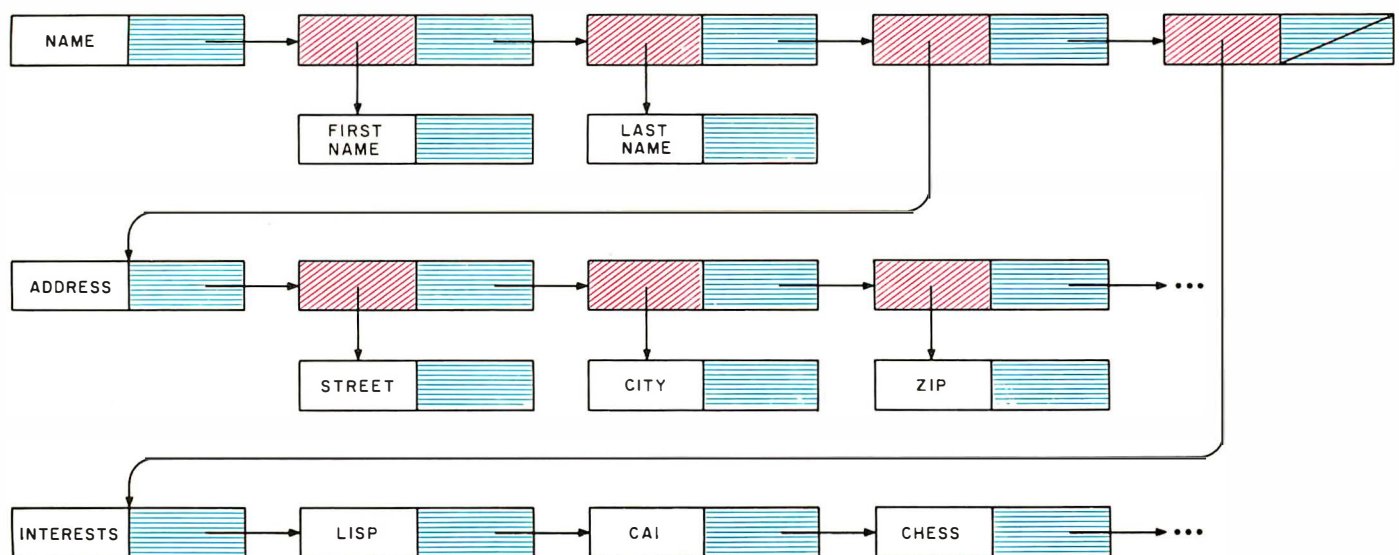 NAME
FIRST
NAME
LAST
NAME
ADDRESS
•••
STREET
CITY
ZIP
INTERESTS
LISP
CAI
CHESS
•••